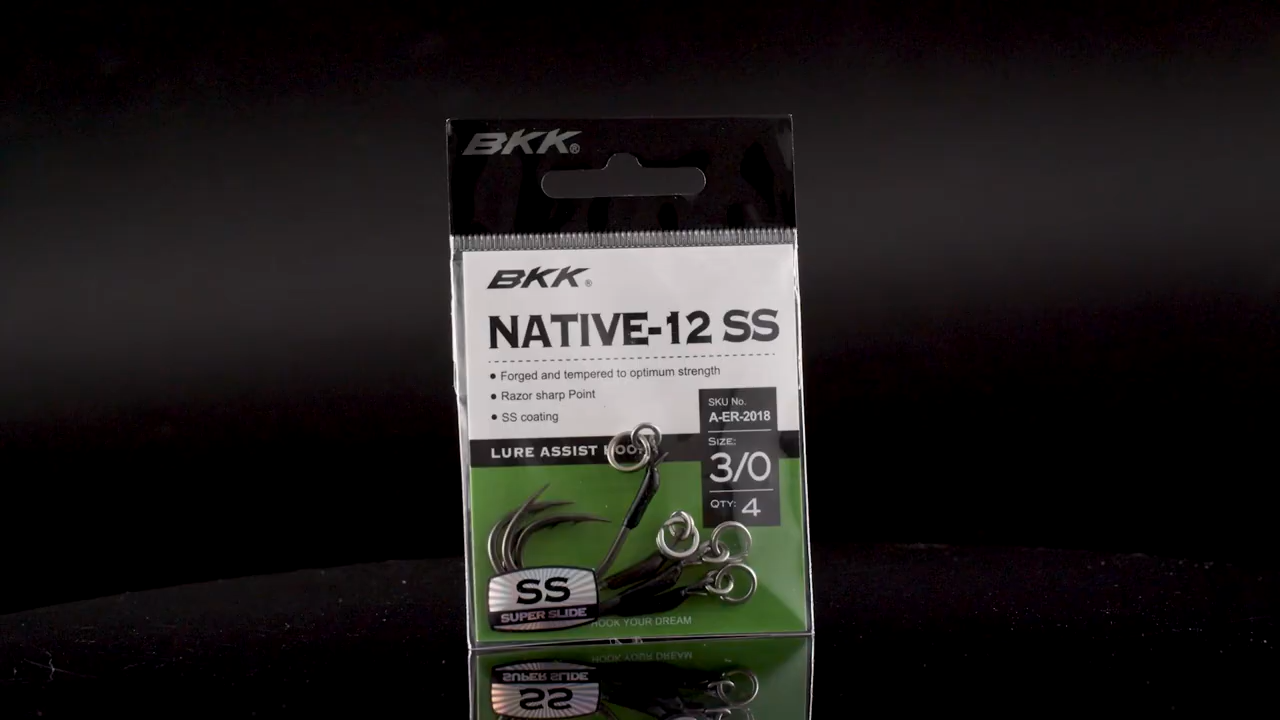 BKK®
BKK®
NATIVE-12 SS
• Forged and tempered to optimum strength
• Razor sharp Point
• SS coating
SKU No.
A-ER-2018
LURE ASSIST HOOK
SIZE:
3/0
QTY: 4
SS
SUPER SLIDE
HOOK YOUR DREAM